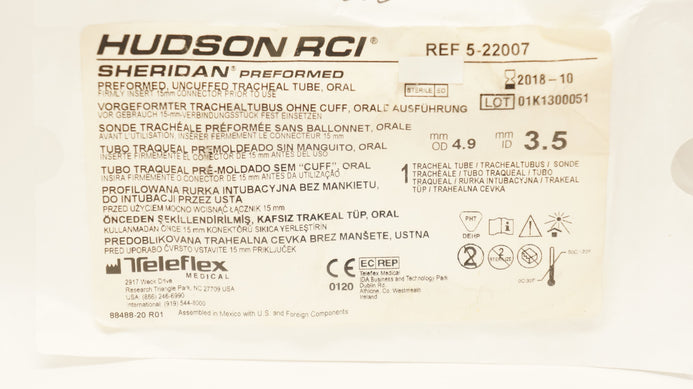 HUDSON RCI® REF 5-22007
SHERIDAN® PREFORMED
2018-10
PREFORMED, UNCUFFED TRACHEAL TUBE, ORAL
FIRMLY INSERT 15mm CONNECTOR PRIOR TO USE
STERILE EO
LOT 01K1300051
VORGEFORMTER TRACHEALTUBUS OHNE CUFF, ORALE AUSFÜHRUNG
VOR GEBRAUCH 15-mm-VERBINDUNGSSTÜCK FEST EINSETZEN
SONDE TRACHÉALE PRÉFORMÉE SANS BALLONNET, ORALE
AVANT L'UTILISATION, INSÉRER FERMEMENT LE CONNECTEUR 15 mm
mm OD 4.9 mm ID 3.5
TUBO TRAQUEAL PREMOLDEADO SIN MANGUITO, ORAL
INSERTE FIRMEMENTE EL CONECTOR DE 15 mm ANTES DEL USO
TUBO TRAQUEAL PRÉ-MOLDADO SEM "CUFF", ORAL
INSIRA FIRMEMENTE O CONECTOR DE 15 mm ANTES DA UTILIZAÇÃO
1 TRACHEAL TUBE / TRACHEALTUBUS / SONDE
TRACHÉALE / TUBO TRAQUEAL / TUBO
TRAQUEAL / RURKA INTUBACYJNA / TRAKEAL
TÜP / TRAHEALNA CEVKA
PROFILOWANA RURKA INTUBACYJNA BEZ MANKIETU,
DO INTUBACJI PRZEZ USTA
PRZED UŻYCIEM MOCNO WCISNĄĆ ŁĄCZNIK 15 mm
ÖNCEDEN ŞEKİLLENDİRİLMİŞ, KAFSIZ TRAKEAL TÜP, ORAL
KULLANMADAN ÖNCE 15 mm KONEKTÖRÜ SIKICA YERLEŞTİRİN
PREDOBLIKOVANA TRAHEALNA CEVKA BEZ MANŠETE, USTNA
PRED UPORABO ČVRSTO VSTAVITE 15 mm PRIKLJUČEK
PHT
DEHP
2
Teleflex
MEDICAL
2917 Weck Drive
Research Triangle Park, NC 27709 USA
USA: (866) 246-6990
International: (919) 544-8000
CE
0120
EC REP
Teleflex Medical
IDA Business and Technology Park
Dublin Rd.
Athlone, Co. Westmeath
Ireland
88488-20 R01 Assembled in Mexico with U.S. and Foreign Components